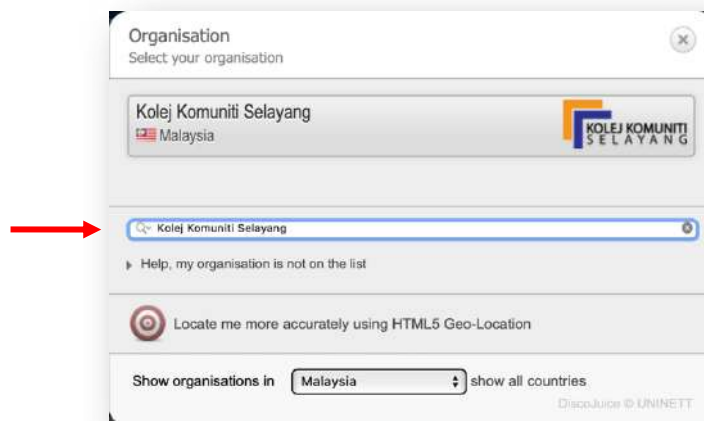 Organisation
Select your organisation
Kolej Komuniti Selayang
Malaysia
KOLEJ KOMUNITI
SELAYANG
Kolej Komuniti Selayang
Help, my organisation is not on the list
Locate me more accurately using HTML5 Geo-Location
Show organisations in Malaysia show all countries
DiscoJuice © UNINETT